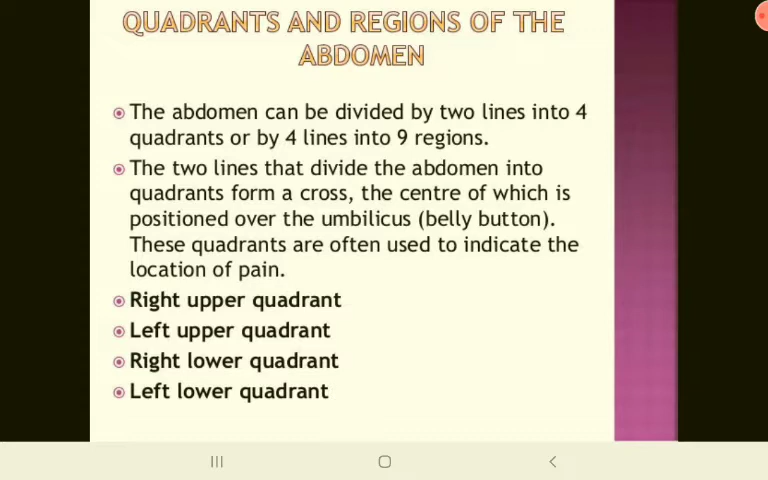 QUADRANTS AND REGIONS OF THE
ABDOMEN
The abdomen can be divided by two lines into 4
quadrants or by 4 lines into 9 regions.
The two lines that divide the abdomen into
quadrants form a cross, the centre of which is
positioned over the umbilicus (belly button).
These quadrants are often used to indicate the
location of pain.
Right upper quadrant
Left upper quadrant
Right lower quadrant
Left lower quadrant